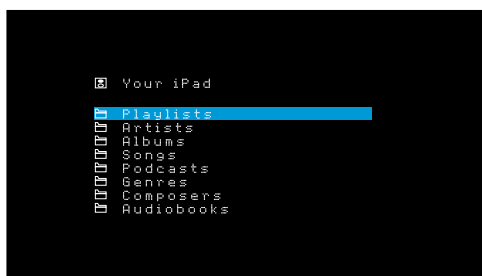 Your iPad
Playlists
Artists
Albums
Songs
Podcasts
Genres
Composers
Audiobooks